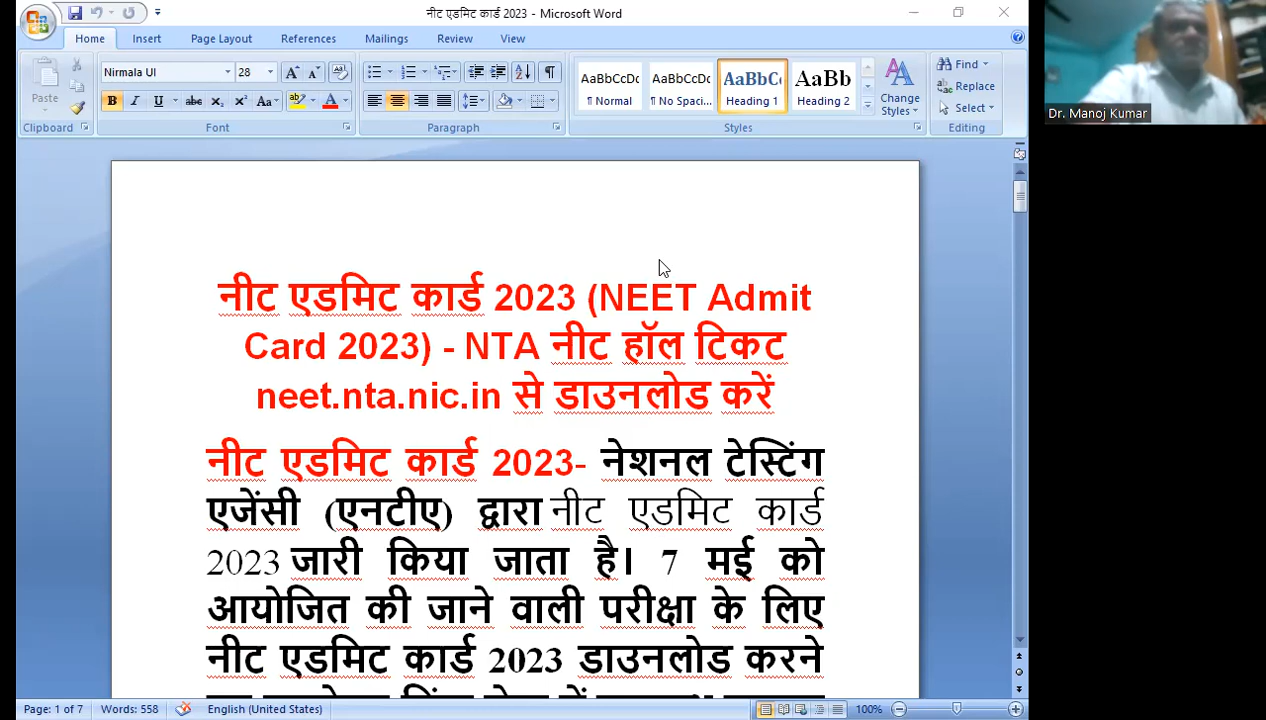 नीट एडमिट कार्ड 2023 - Microsoft Word
Home Insert Page Layout References Mailings Review View
Paste
Nirmala UI 28
B I U abc X₂ X² Aa A
AaBbCcDc AaBbCcDc AaBbC AaBb
¶ Normal ¶ No Spaci... Heading 1 Heading 2
Change Styles
Find
Replace
Select
Clipboard Font Paragraph Styles Editing
Dr. Manoj Kumar
नीट एडमिट कार्ड 2023 (NEET Admit
Card 2023) - NTA नीट हॉल टिकट
neet.nta.nic.in से डाउनलोड करें
नीट एडमिट कार्ड 2023- नेशनल टेस्टिंग
एजेंसी (एनटीए) द्वारा नीट एडमिट कार्ड
2023 जारी किया जाता है। 7 मई को
आयोजित की जाने वाली परीक्षा के लिए
नीट एडमिट कार्ड 2023 डाउनलोड करने
Page: 1 of 7 Words: 558 English (United States) 100%